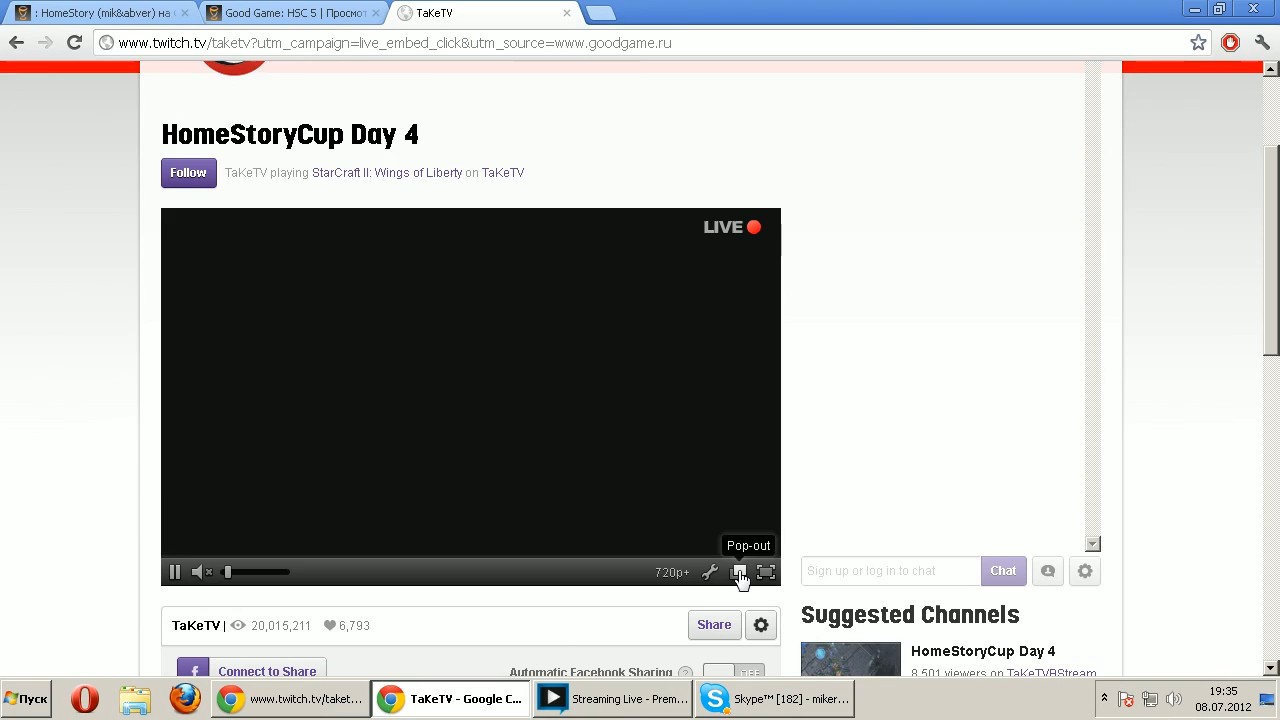 : HomeStory (mik&abver) на (
Good Game: HSC 5 | Просмот
TaKeTV
www.twitch.tv/taketv?utm_campaign=live_embed_click&utm_source=www.goodgame.ru
HomeStoryCup Day 4
Follow
TaKeTV playing StarCraft II: Wings of Liberty on TaKeTV
LIVE
Pop-out
720p+
Sign up or log in to chat
Chat
TaKeTV | 20,015,211 6,793
Share
Suggested Channels
HomeStoryCup Day 4
8,501 viewers on TaKeTVBStream
f Connect to Share
Automatic Facebook Sharing ? OFF
Пуск
www.twitch.tv/taket...
TaKeTV - Google C...
Streaming Live - Prem...
Skype™ [182] - mik-...
19:35
08.07.2012